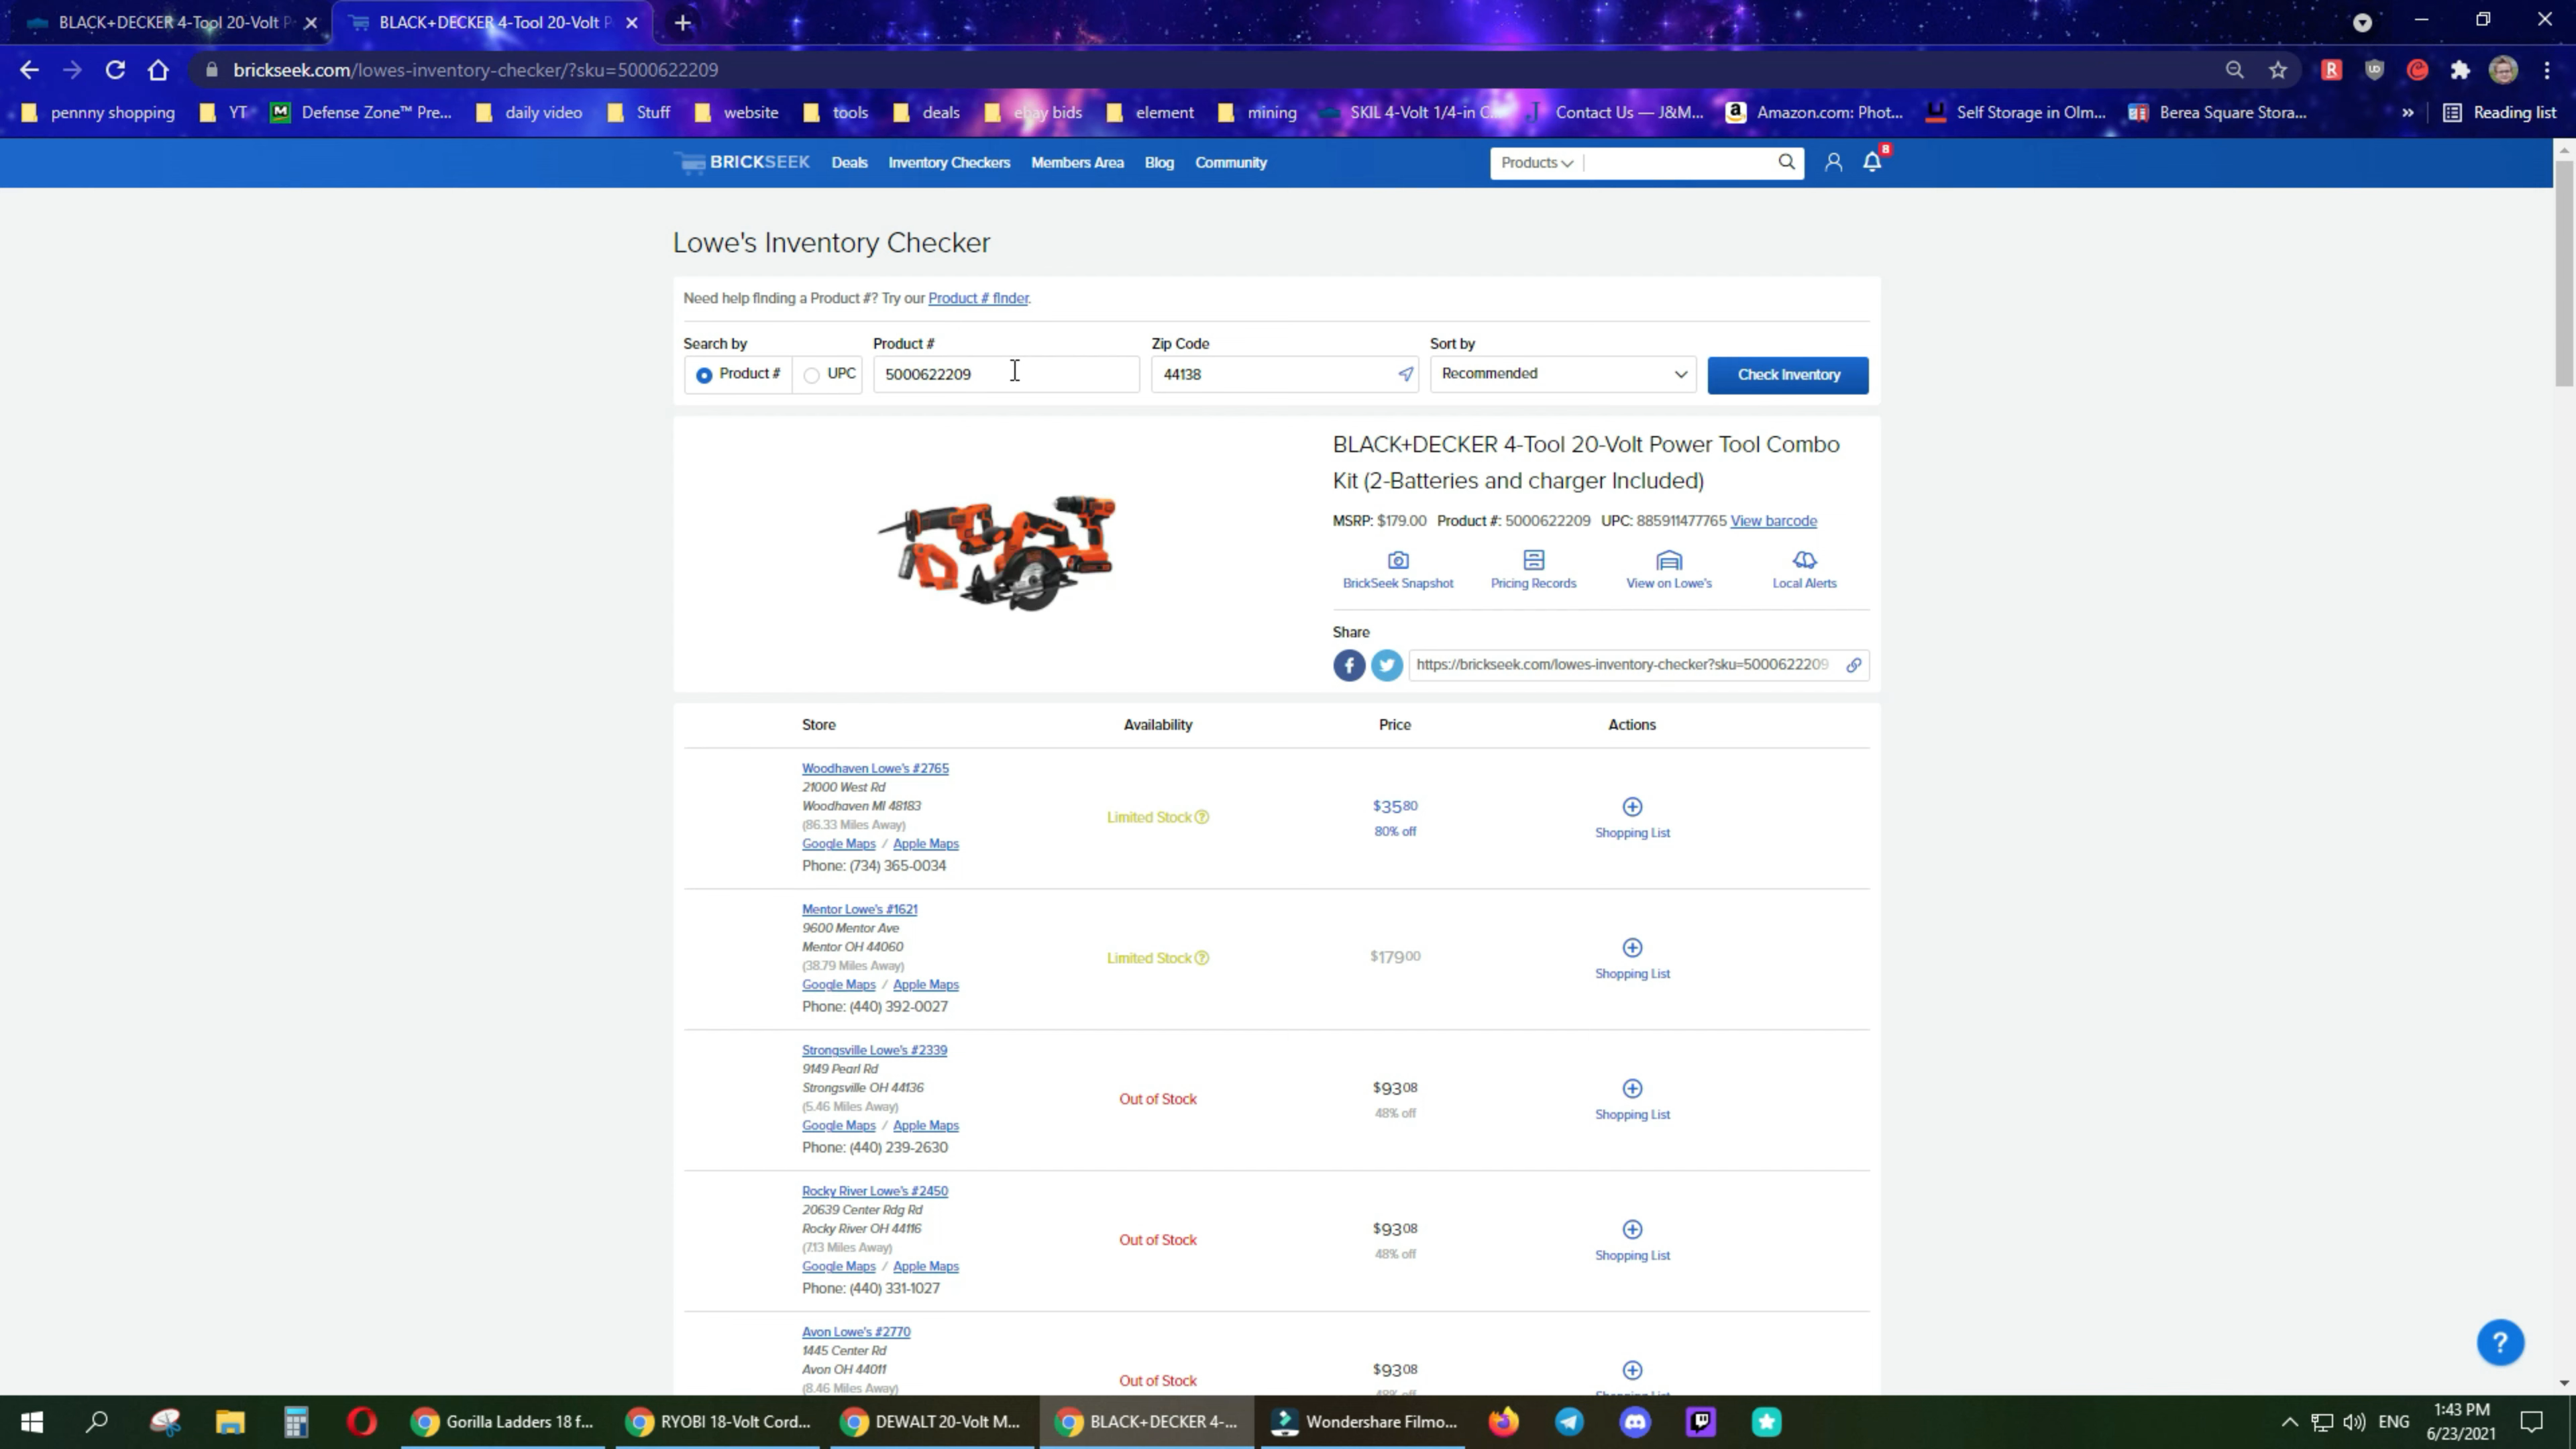 BLACK+DECKER 4-Tool 20-Volt P
BLACK+DECKER 4-Tool 20-Volt P
brickseek.com/lowes-inventory-checker/?sku=5000622209
pennny shopping
YT
Defense Zone™ Pre...
daily video
Stuff
website
tools
deals
ebay bids
element
mining
SKIL 4-Volt 1/4-in C...
Contact Us — J&M...
Amazon.com: Phot...
Self Storage in Olm...
Berea Square Stora...
»
Reading list
BRICKSEEK
Deals
Inventory Checkers
Members Area
Blog
Community
Products
8
Lowe's Inventory Checker
Need help finding a Product #? Try our Product # finder.
Search by
Product #
Zip Code
Sort by
Product #
UPC
5000622209
44138
Recommended
Check Inventory
BLACK+DECKER 4-Tool 20-Volt Power Tool Combo
Kit (2-Batteries and charger Included)
MSRP: $179.00 Product #: 5000622209 UPC: 885911477765 View barcode
BrickSeek Snapshot
Pricing Records
View on Lowe's
Local Alerts
Share
https://brickseek.com/lowes-inventory-checker?sku=5000622209
Store
Availability
Price
Actions
Woodhaven Lowe's #2765
21000 West Rd
Woodhaven MI 48183
(86.33 Miles Away)
Google Maps / Apple Maps
Phone: (734) 365-0034
Limited Stock
$3580
80% off
Shopping List
Mentor Lowe's #1621
9600 Mentor Ave
Mentor OH 44060
(38.79 Miles Away)
Google Maps / Apple Maps
Phone: (440) 392-0027
Limited Stock
$17900
Shopping List
Strongsville Lowe's #2339
9149 Pearl Rd
Strongsville OH 44136
(5.46 Miles Away)
Google Maps / Apple Maps
Phone: (440) 239-2630
Out of Stock
$9308
48% off
Shopping List
Rocky River Lowe's #2450
20639 Center Rdg Rd
Rocky River OH 44116
(7.13 Miles Away)
Google Maps / Apple Maps
Phone: (440) 331-1027
Out of Stock
$9308
48% off
Shopping List
Avon Lowe's #2770
1445 Center Rd
Avon OH 44011
(8.46 Miles Away)
Out of Stock
$9308
48% off
Shopping List
Gorilla Ladders 18 f...
RYOBI 18-Volt Cord...
DEWALT 20-Volt M...
BLACK+DECKER 4-...
Wondershare Filmo...
ENG
1:43 PM
6/23/2021